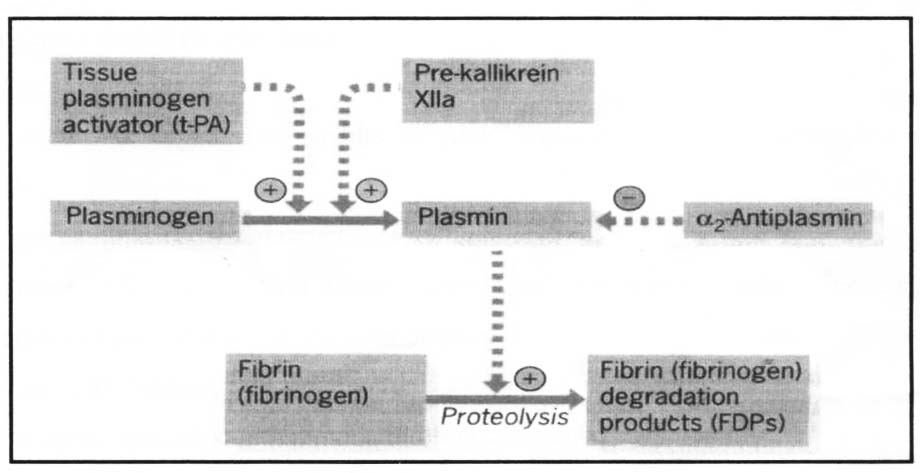 Tissue
plasminogen
activator (t-PA)
Pre-kallikrein
XIIa
+
+
Plasminogen
Plasmin
−
α₂-Antiplasmin
Fibrin
(fibrinogen)
+
Proteolysis
Fibrin (fibrinogen)
degradation
products (FDPs)